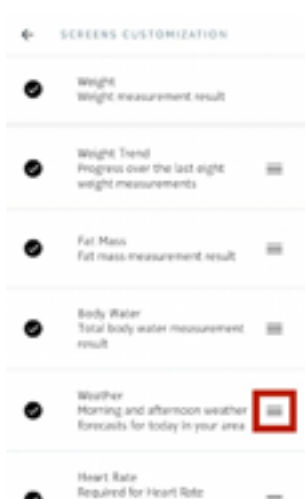 SCREENS CUSTOMIZATION
Weight
Weight measurement result
Weight Trend
Progress over the last eight
weight measurements
Fat Mass
Fat mass measurement result
Body Water
Total body water measurement
result
Weather
Morning and afternoon weather
forecasts for today in your area
Heart Rate
Required for Heart Rate